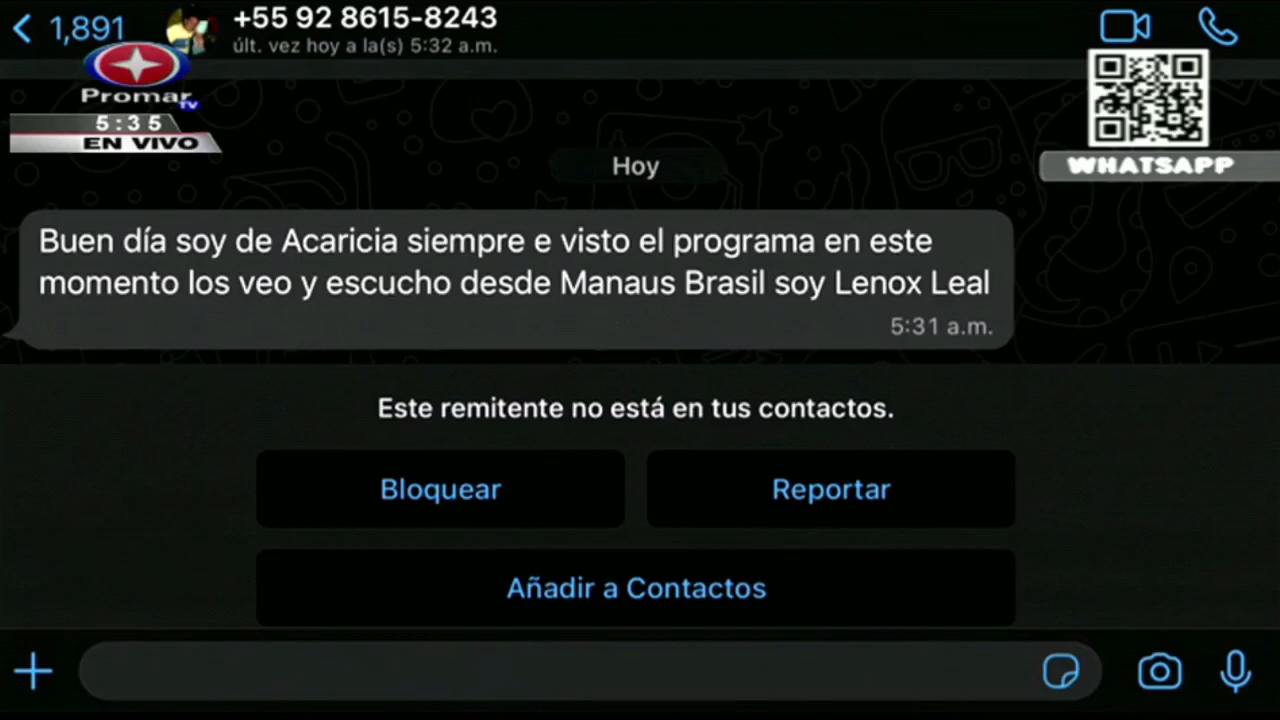 1,891
+55 92 8615-8243
últ. vez hoy a la(s) 5:32 a.m.
Promar TV
5:35
EN VIVO
WHATSAPP
Hoy
Buen día soy de Acaricia siempre e visto el programa en este
momento los veo y escucho desde Manaus Brasil soy Lenox Leal
5:31 a.m.
Este remitente no está en tus contactos.
Bloquear
Reportar
Añadir a Contactos